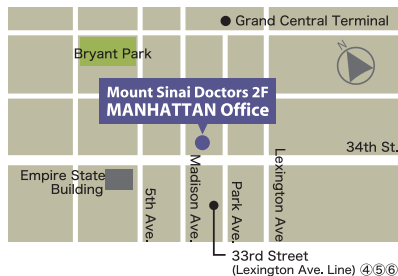 Grand Central Terminal
Bryant Park
N
Mount Sinai Doctors 2F
MANHATTAN Office
34th St.
Empire State
Building
5th Ave.
Madison Ave.
Park Ave.
Lexington Ave.
33rd Street
(Lexington Ave. Line) ④⑤⑥